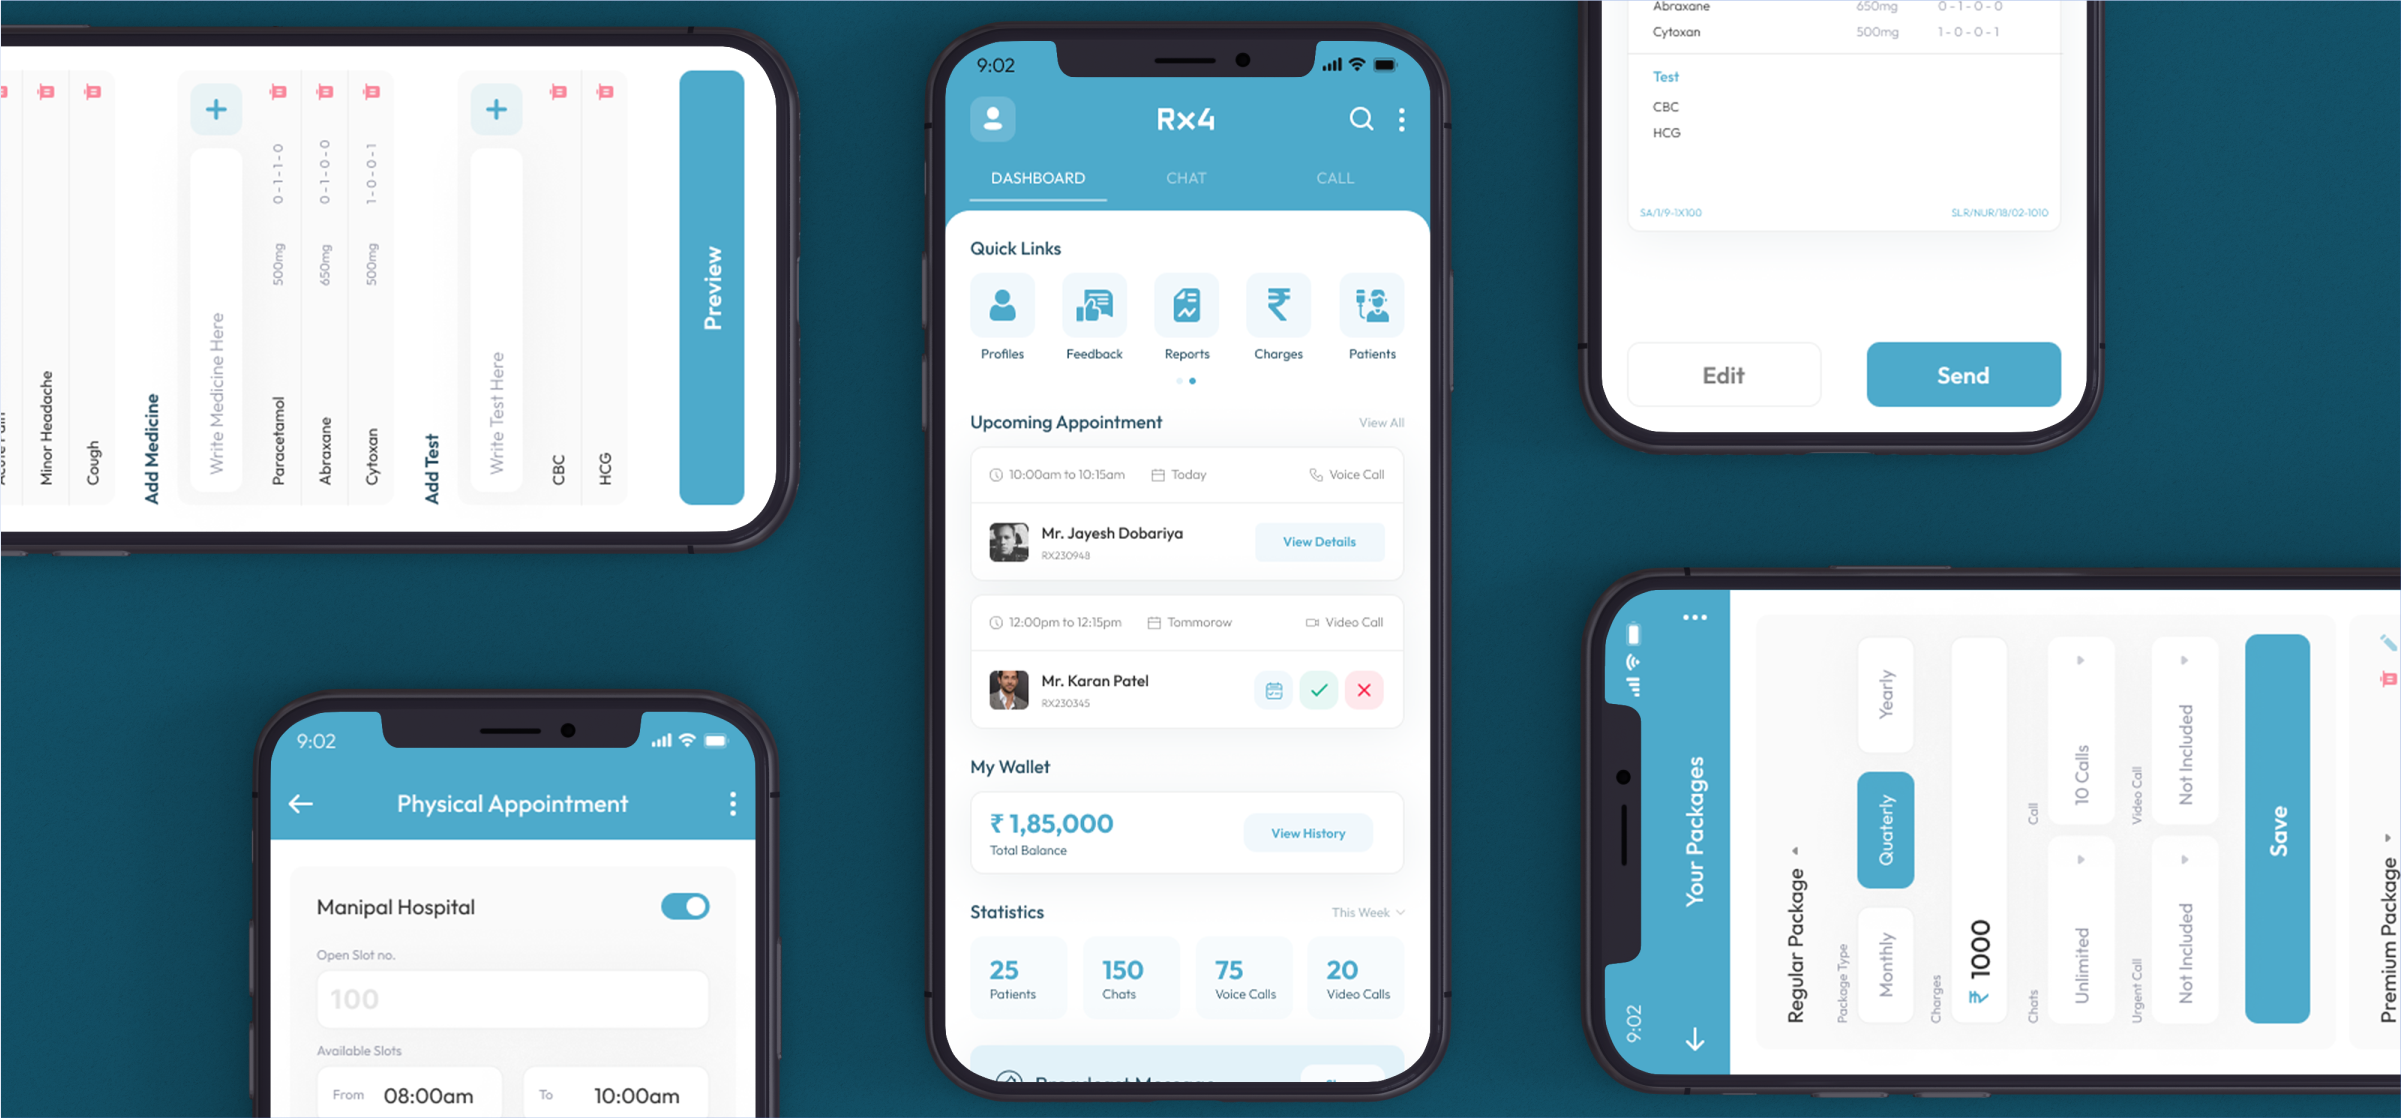 Minor Headache
Cough
Add Medicine
Write Medicine Here
Paracetamol 500mg 0-1-1-0
Abraxane 650mg 0-1-0-0
Cytoxan 500mg 1-0-0-1
Add Test
Write Test Here
CBC
HCG
Preview
9:02
Physical Appointment
Manipal Hospital
Open Slot no.
100
Available Slots
From 08:00am To 10:00am
9:02
Rx4
DASHBOARD CHAT CALL
Quick Links
Profiles Feedback Reports Charges Patients
Upcoming Appointment View All
10:00am to 10:15am Today Voice Call
Mr. Jayesh Dobariya
RX230948
View Details
12:00pm to 12:15pm Tommorow Video Call
Mr. Karan Patel
RX230345
My Wallet
₹ 1,85,000
Total Balance
View History
Statistics This Week
25 150 75 20
Patients Chats Voice Calls Video Calls
Broadcast Message
Abraxane 650mg 0-1-0-0
Cytoxan 500mg 1-0-0-1
Test
CBC
HCG
SA/1/9-1X100 SLR/NUR/18/02-1010
Edit Send
9:02
Your Packages
Regular Package
Package Type
Monthly Quaterly Yearly
Charges
₹ 1000
Chats Call
Unlimited 10 Calls
Urgent Call Video Call
Not Included Not Included
Save
Premium Package